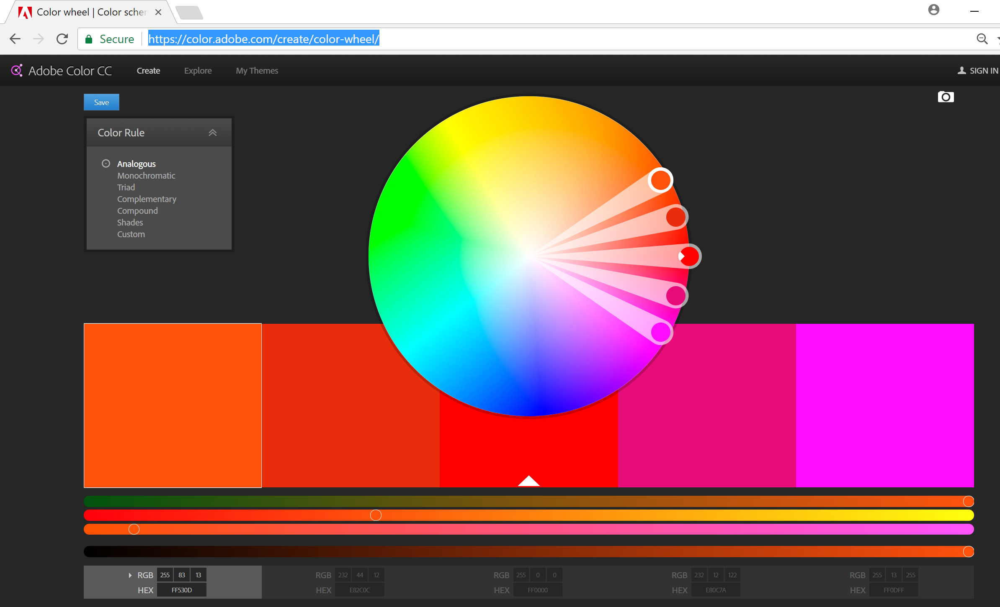 Color wheel | Color scher
Secure
https://color.adobe.com/create/color-wheel/
Adobe Color CC Create Explore My Themes SIGN IN
Save
Color Rule
Analogous
Monochromatic
Triad
Complementary
Compound
Shades
Custom
RGB 255 83 13 RGB 232 44 12 RGB 255 0 0 RGB 232 12 122 RGB 255 13 255
HEX FF530D HEX E82C0C HEX FF0000 HEX E80C7A HEX FF0DFF